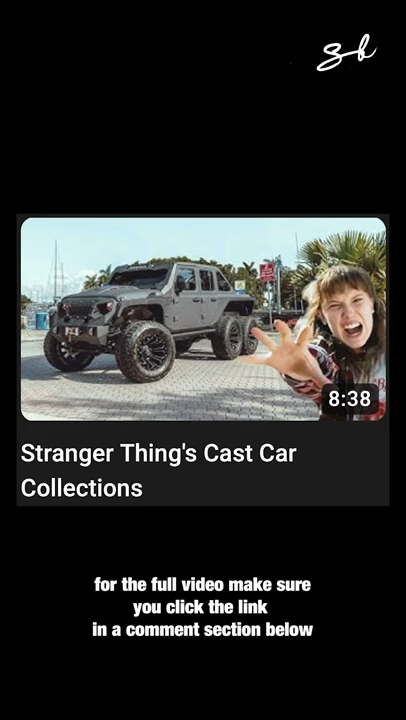 8:38
Stranger Thing's Cast Car
Collections
for the full video make sure
you click the link
in a comment section below